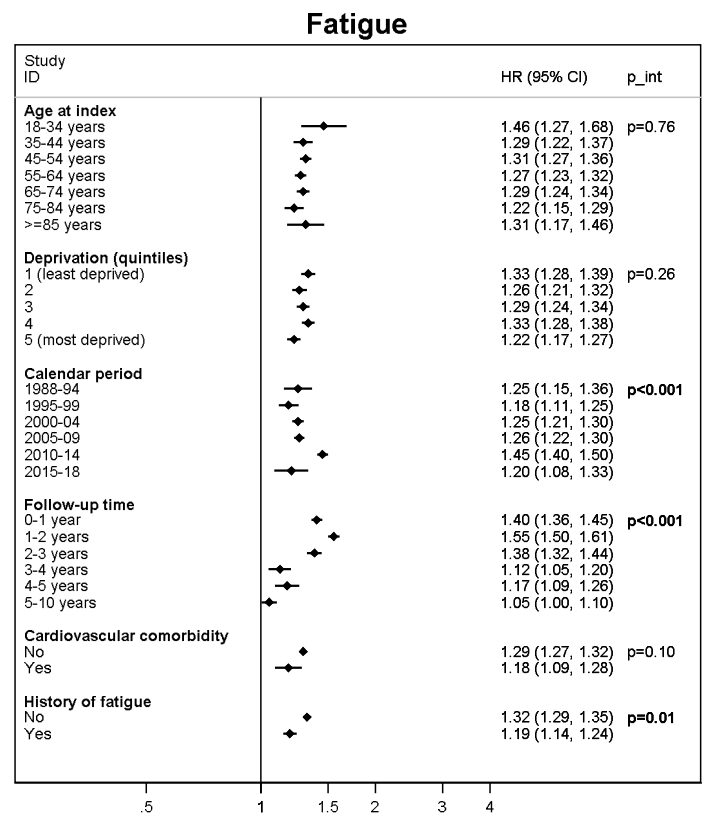 Fatigue
Study
ID HR (95% CI) p_int
Age at index
18-34 years 1.46 (1.27, 1.68) p=0.76
35-44 years 1.29 (1.22, 1.37)
45-54 years 1.31 (1.27, 1.36)
55-64 years 1.27 (1.23, 1.32)
65-74 years 1.29 (1.24, 1.34)
75-84 years 1.22 (1.15, 1.29)
>=85 years 1.31 (1.17, 1.46)
Deprivation (quintiles)
1 (least deprived) 1.33 (1.28, 1.39) p=0.26
2 1.26 (1.21, 1.32)
3 1.29 (1.24, 1.34)
4 1.33 (1.28, 1.38)
5 (most deprived) 1.22 (1.17, 1.27)
Calendar period
1988-94 1.25 (1.15, 1.36) p<0.001
1995-99 1.18 (1.11, 1.25)
2000-04 1.25 (1.21, 1.30)
2005-09 1.26 (1.22, 1.30)
2010-14 1.45 (1.40, 1.50)
2015-18 1.20 (1.08, 1.33)
Follow-up time
0-1 year 1.40 (1.36, 1.45) p<0.001
1-2 years 1.55 (1.50, 1.61)
2-3 years 1.38 (1.32, 1.44)
3-4 years 1.12 (1.05, 1.20)
4-5 years 1.17 (1.09, 1.26)
5-10 years 1.05 (1.00, 1.10)
Cardiovascular comorbidity
No 1.29 (1.27, 1.32) p=0.10
Yes 1.18 (1.09, 1.28)
History of fatigue
No 1.32 (1.29, 1.35) p=0.01
Yes 1.19 (1.14, 1.24)
.5 1 1.5 2 3 4